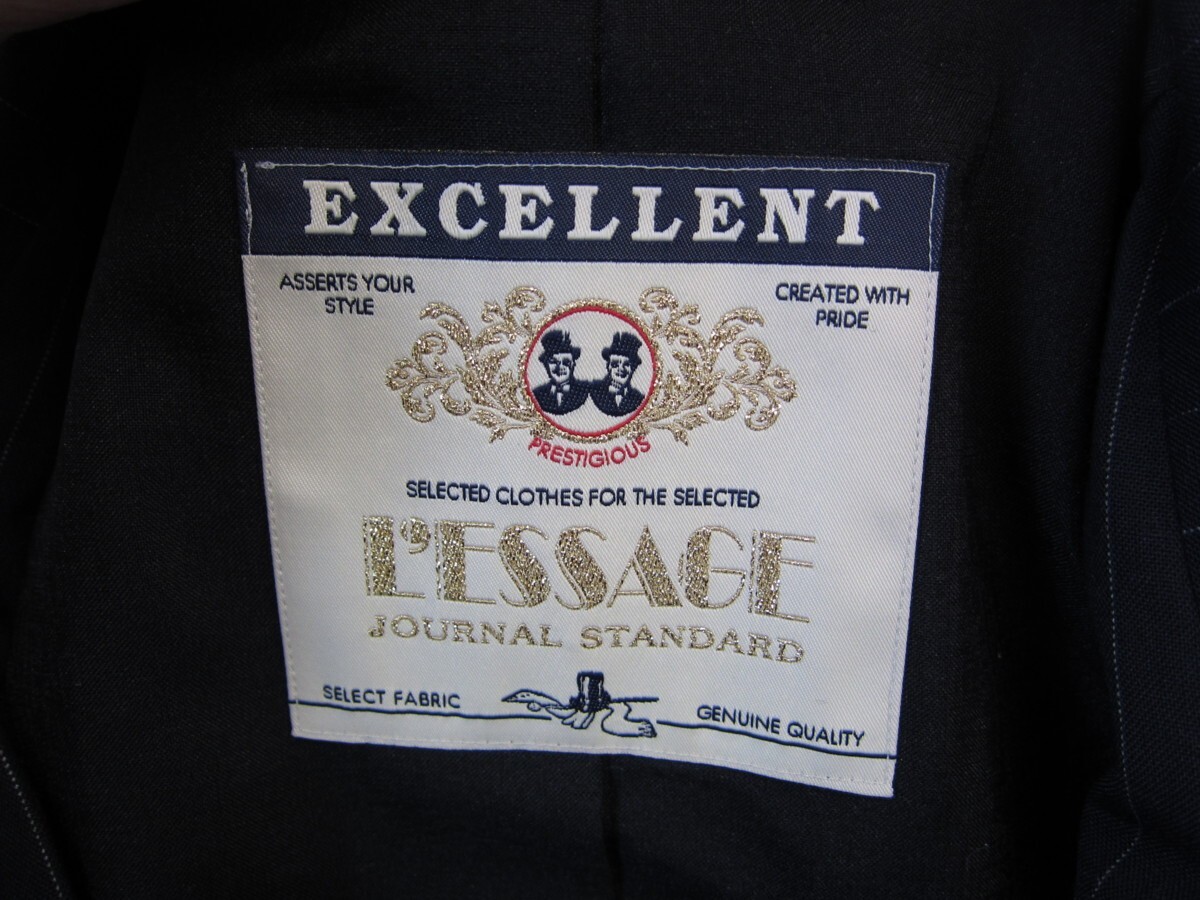 EXCELLENT
ASSERTS YOUR
STYLE
CREATED WITH
PRIDE
PRESTIGIOUS
SELECTED CLOTHES FOR THE SELECTED
L'ESSAGE
JOURNAL STANDARD
SELECT FABRIC
GENUINE QUALITY